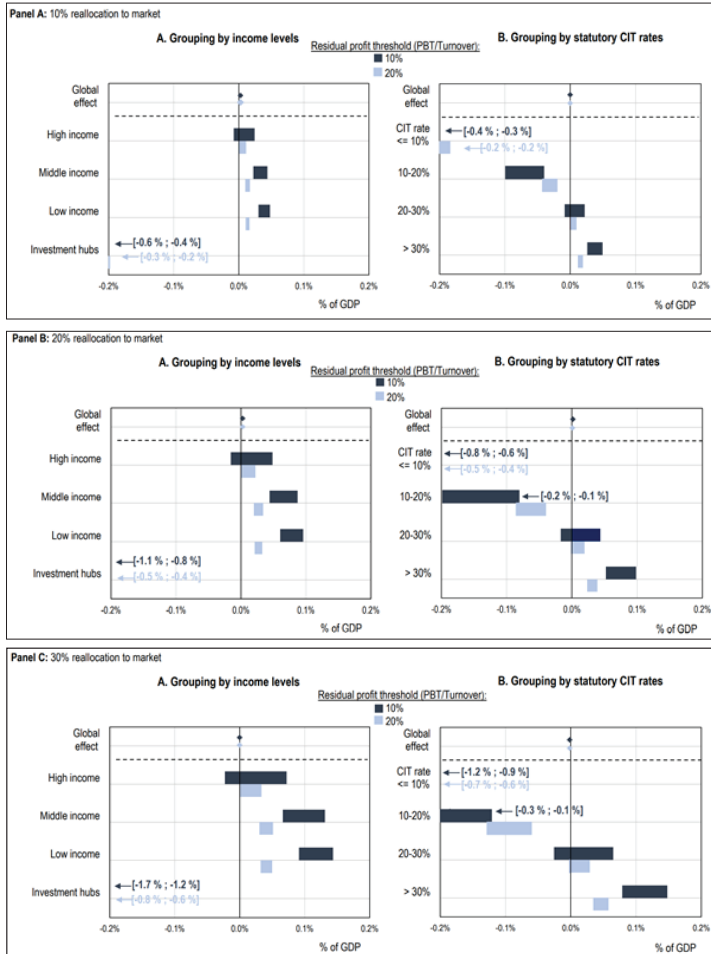 Panel A: 10% reallocation to market
A. Grouping by income levels
Residual profit threshold (PBT/Turnover):
10%
20%
B. Grouping by statutory CIT rates
Global
effect
High income
Middle income
Low income
Investment hubs
[-0.6 % ; -0.4 %]
[-0.3 % ; -0.2 %]
-0.2%
-0.1%
0.0%
0.1%
0.2%
% of GDP
Global
effect
CIT rate
<= 10%
[-0.4 % ; -0.3 %]
[-0.2 % ; -0.2 %]
10-20%
20-30%
> 30%
-0.2%
-0.1%
0.0%
0.1%
0.2%
% of GDP
Panel B: 20% reallocation to market
A. Grouping by income levels
Residual profit threshold (PBT/Turnover):
10%
20%
B. Grouping by statutory CIT rates
Global
effect
High income
Middle income
Low income
Investment hubs
[-1.1 % ; -0.8 %]
[-0.5 % ; -0.4 %]
-0.2%
-0.1%
0.0%
0.1%
0.2%
% of GDP
Global
effect
CIT rate
<= 10%
[-0.8 % ; -0.6 %]
[-0.5 % ; -0.4 %]
10-20%
[-0.2 % ; -0.1 %]
20-30%
> 30%
-0.2%
-0.1%
0.0%
0.1%
0.2%
% of GDP
Panel C: 30% reallocation to market
A. Grouping by income levels
Residual profit threshold (PBT/Turnover):
10%
20%
B. Grouping by statutory CIT rates
Global
effect
High income
Middle income
Low income
Investment hubs
[-1.7 % ; -1.2 %]
[-0.8 % ; -0.6 %]
-0.2%
-0.1%
0.0%
0.1%
0.2%
% of GDP
Global
effect
CIT rate
<= 10%
[-1.2 % ; -0.9 %]
[-0.7 % ; -0.6 %]
10-20%
[-0.3 % ; -0.1 %]
20-30%
> 30%
-0.2%
-0.1%
0.0%
0.1%
0.2%
% of GDP